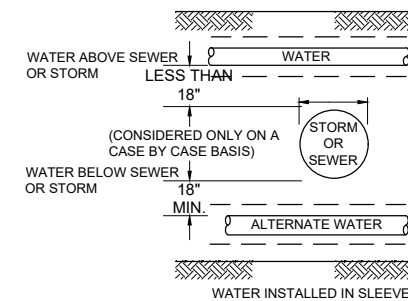 WATER ABOVE SEWER
OR STORM
WATER
LESS THAN
18"
(CONSIDERED ONLY ON A
CASE BY CASE BASIS)
STORM
OR
SEWER
WATER BELOW SEWER
OR STORM
18"
MIN.
ALTERNATE WATER
WATER INSTALLED IN SLEEVE